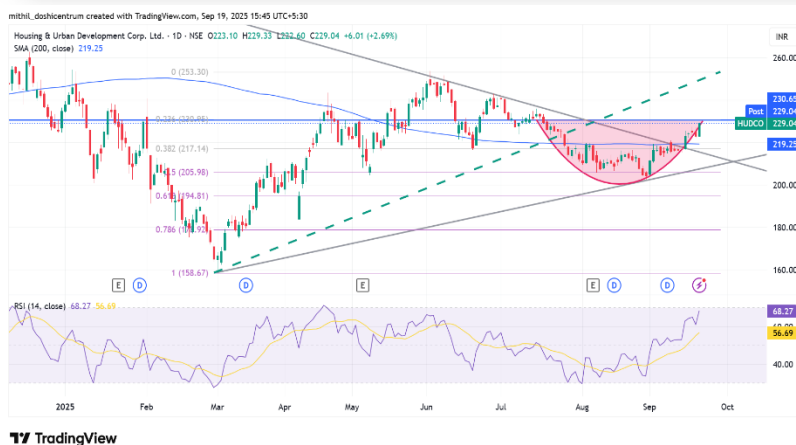 mithil_doshicentrum created with TradingView.com, Sep 19, 2025 15:45 UTC+5:30
Housing & Urban Development Corp. Ltd. · 1D · NSE O223.10 H229.33 L222.60 C229.04 +6.01 (+2.69%)
SMA (200, close) 219.25
INR
260.00
0 (253.30)
230.65
Post 229.04
HUDCO 229.04
0.382 (217.14)
219.25
(205.98)
200.00
(194.81)
0.786
1 (158.67)
160.00
E D D E E D D
RSI (14, close) 68.27 56.69
68.27
56.69
40.00
2025 Feb Mar Apr May Jun Jul Aug Sep Oct
TradingView